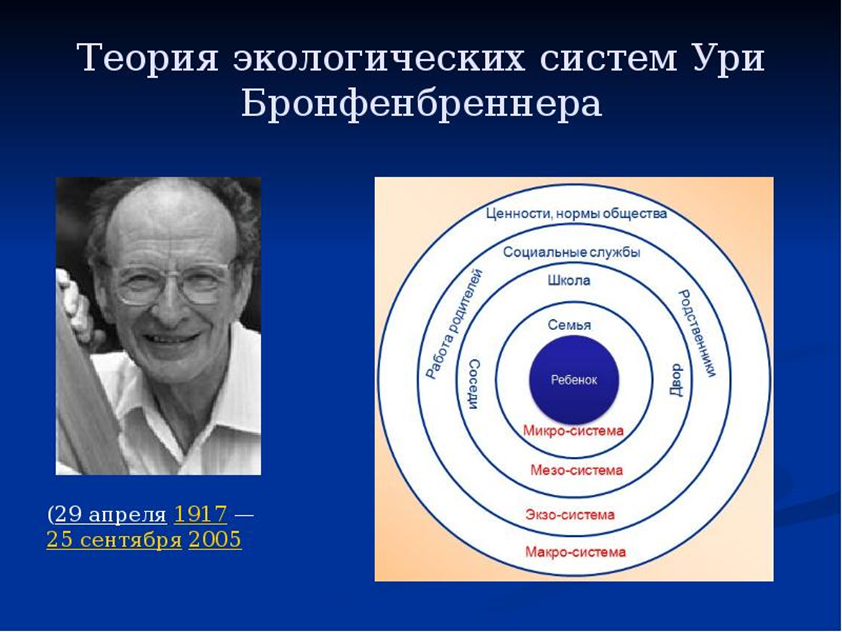 Теория экологических систем Ури
Бронфенбреннера
(29 апреля 1917 —
25 сентября 2005
Ценности, нормы общества
Социальные службы
Работа родителей
Родственники
Школа
Соседи
Двор
Семья
Ребенок
Микро-система
Мезо-система
Экзо-система
Макро-система